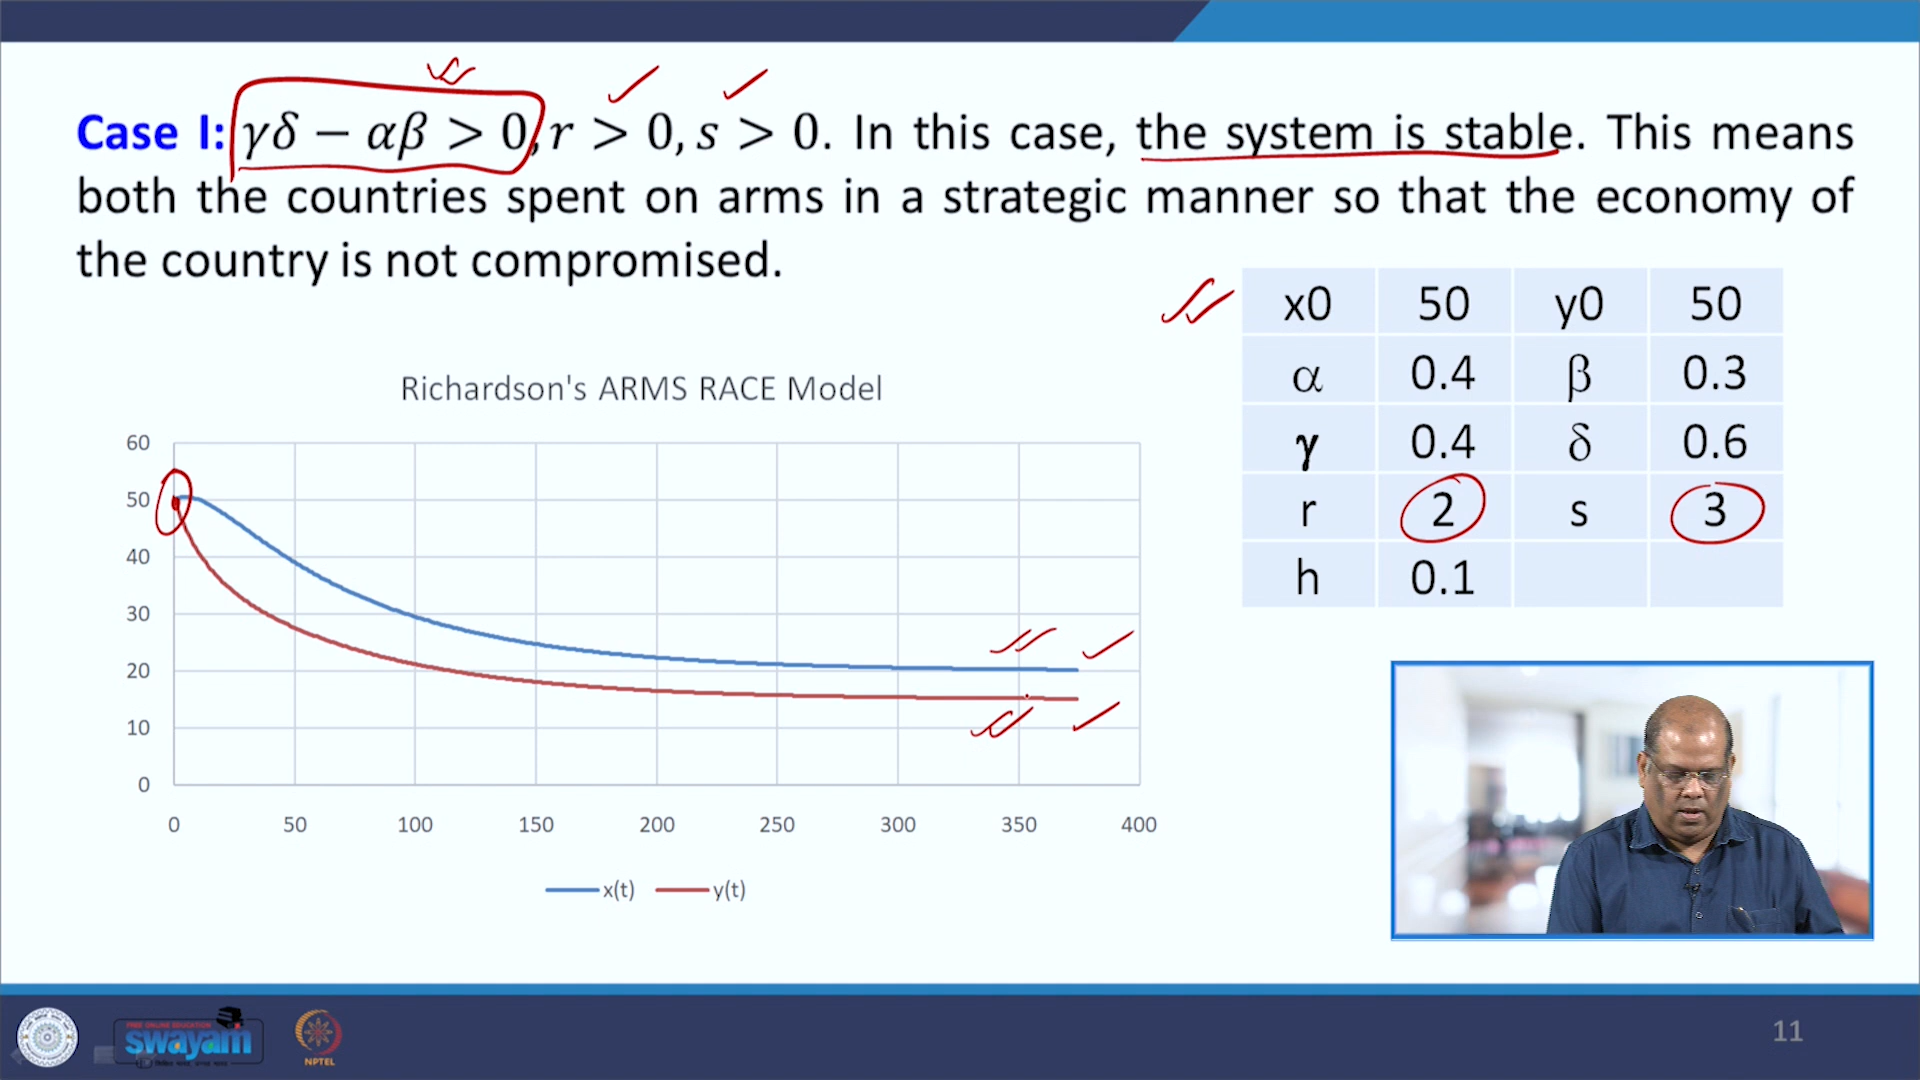 Case I: γδ − αβ > 0, r > 0, s > 0. In this case, the system is stable. This means
both the countries spent on arms in a strategic manner so that the economy of
the country is not compromised.
x0 50 y0 50
α 0.4 β 0.3
γ 0.4 δ 0.6
r 2 s 3
h 0.1
Richardson's ARMS RACE Model
60
50
40
30
20
10
0
0 50 100 150 200 250 300 350 400
x(t) y(t)
FREE ONLINE EDUCATION
swayam
NPTEL
11